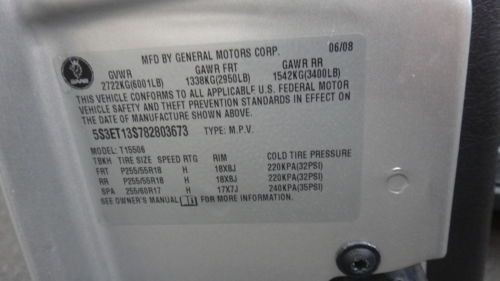 MFD BY GENERAL MOTORS CORP. 06/08
GVWR GAWR FRT GAWR RR
2722KG(6001LB) 1338KG(2950LB) 1542KG(3400LB)
THIS VEHICLE CONFORMS TO ALL APPLICABLE U.S. FEDERAL MOTOR
VEHICLE SAFETY AND THEFT PREVENTION STANDARDS IN EFFECT ON
THE DATE OF MANUFACTURE SHOWN ABOVE.
5S3ET13S782803673 TYPE: M.P.V.
MODEL: T15506
TBKH TIRE SIZE SPEED RTG RIM COLD TIRE PRESSURE
FRT P255/55R18 H 18X8J 220KPA(32PSI)
RR P255/55R18 H 18X8J 220KPA(32PSI)
SPA 255/60R17 H 17X7J 240KPA(35PSI)
SEE OWNER'S MANUAL FOR MORE INFORMATION.